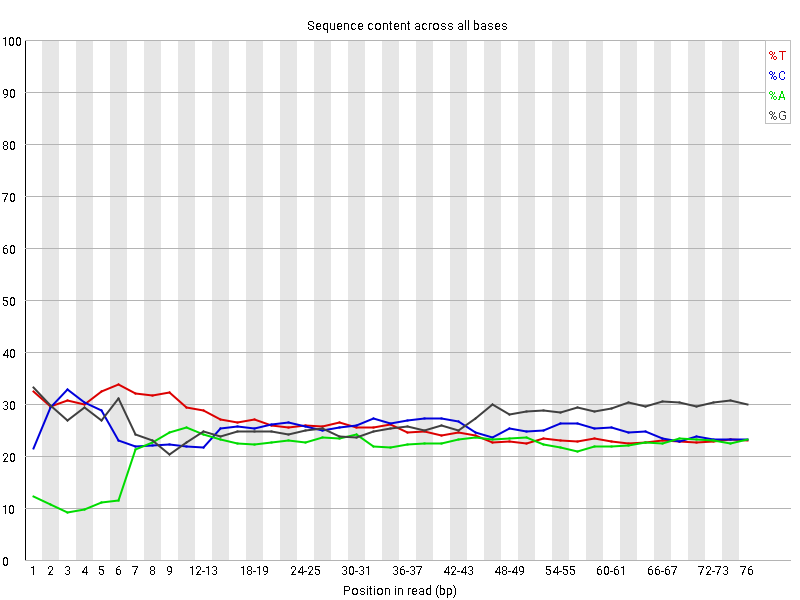 Sequence content across all bases
100
90
80
70
60
50
40
30
20
10
0
%T
%C
%A
%G
1 2 3 4 5 6 7 8 9 12-13 18-19 24-25 30-31 36-37 42-43 48-49 54-55 60-61 66-67 72-73 76
Position in read (bp)